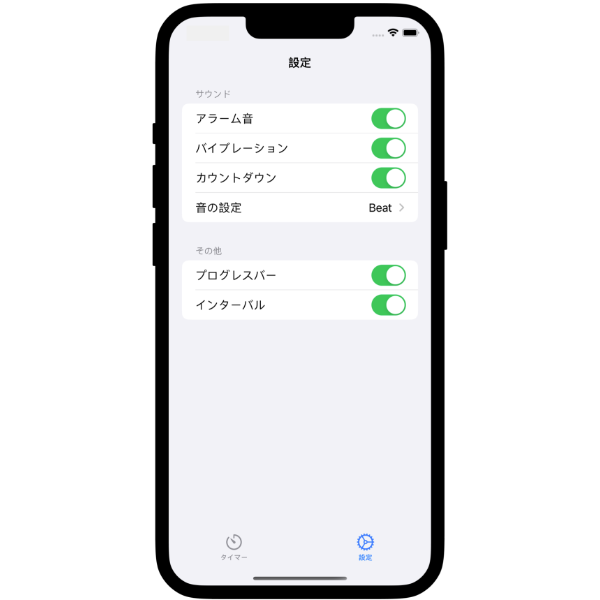 設定
サウンド
アラーム音
バイブレーション
カウントダウン
音の設定 Beat
その他
プログレスバー
インターバル
タイマー 設定